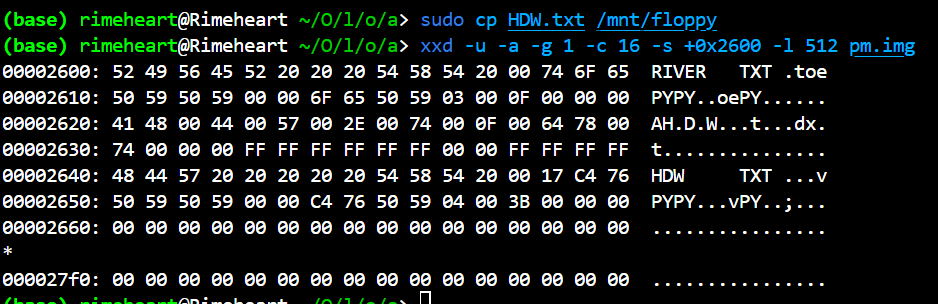 (base) rimeheart@Rimeheart ~/O/l/o/a> sudo cp HDW.txt /mnt/floppy
(base) rimeheart@Rimeheart ~/O/l/o/a> xxd -u -a -g 1 -c 16 -s +0x2600 -l 512 pm.img
00002600: 52 49 56 45 52 20 20 20 54 58 54 20 00 74 6F 65  RIVER   TXT .toe
00002610: 50 59 50 59 00 00 6F 65 50 59 03 00 0F 00 00 00  PYPY..oePY......
00002620: 41 48 00 44 00 57 00 2E 00 74 00 0F 00 64 78 00  AH.D.W...t...dx.
00002630: 74 00 00 00 FF FF FF FF FF FF 00 00 FF FF FF FF  t...............
00002640: 48 44 57 20 20 20 20 20 54 58 54 20 00 17 C4 76  HDW     TXT ...v
00002650: 50 59 50 59 00 00 C4 76 50 59 04 00 3B 00 00 00  PYPY...vPY..;...
00002660: 00 00 00 00 00 00 00 00 00 00 00 00 00 00 00 00  ................
*
000027f0: 00 00 00 00 00 00 00 00 00 00 00 00 00 00 00 00  ................
(base) rimeheart@Rimeheart ~/O/l/o/a>